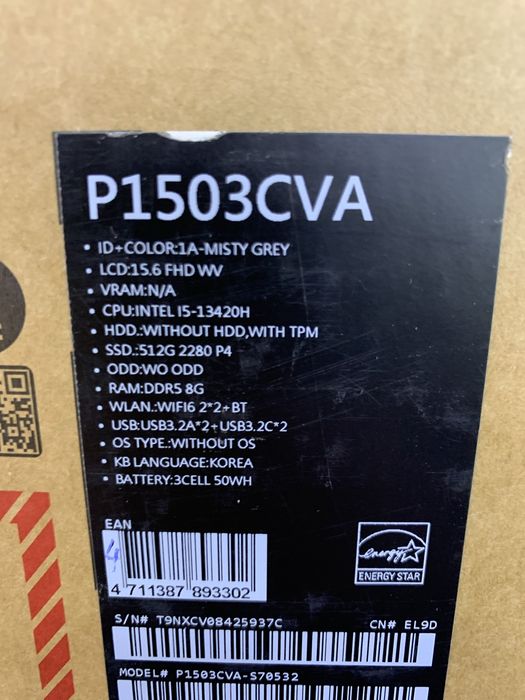 P1503CVA
• ID+COLOR:1A-MISTY GREY
• LCD:15.6 FHD WV
• VRAM:N/A
• CPU:INTEL I5-13420H
• HDD.:WITHOUT HDD,WITH TPM
• SSD.:512G 2280 P4
• ODD:WO ODD
• RAM:DDR5 8G
• WLAN.:WIFI6 2*2+BT
• USB:USB3.2A*2+USB3.2C*2
• OS TYPE.:WITHOUT OS
• KB LANGUAGE:KOREA
• BATTERY:3CELL 50WH
EAN
4 711387 893302
energy
ENERGY STAR
S/N# T9NXCV08425937C CN# EL9D
MODEL# P1503CVA-S70532